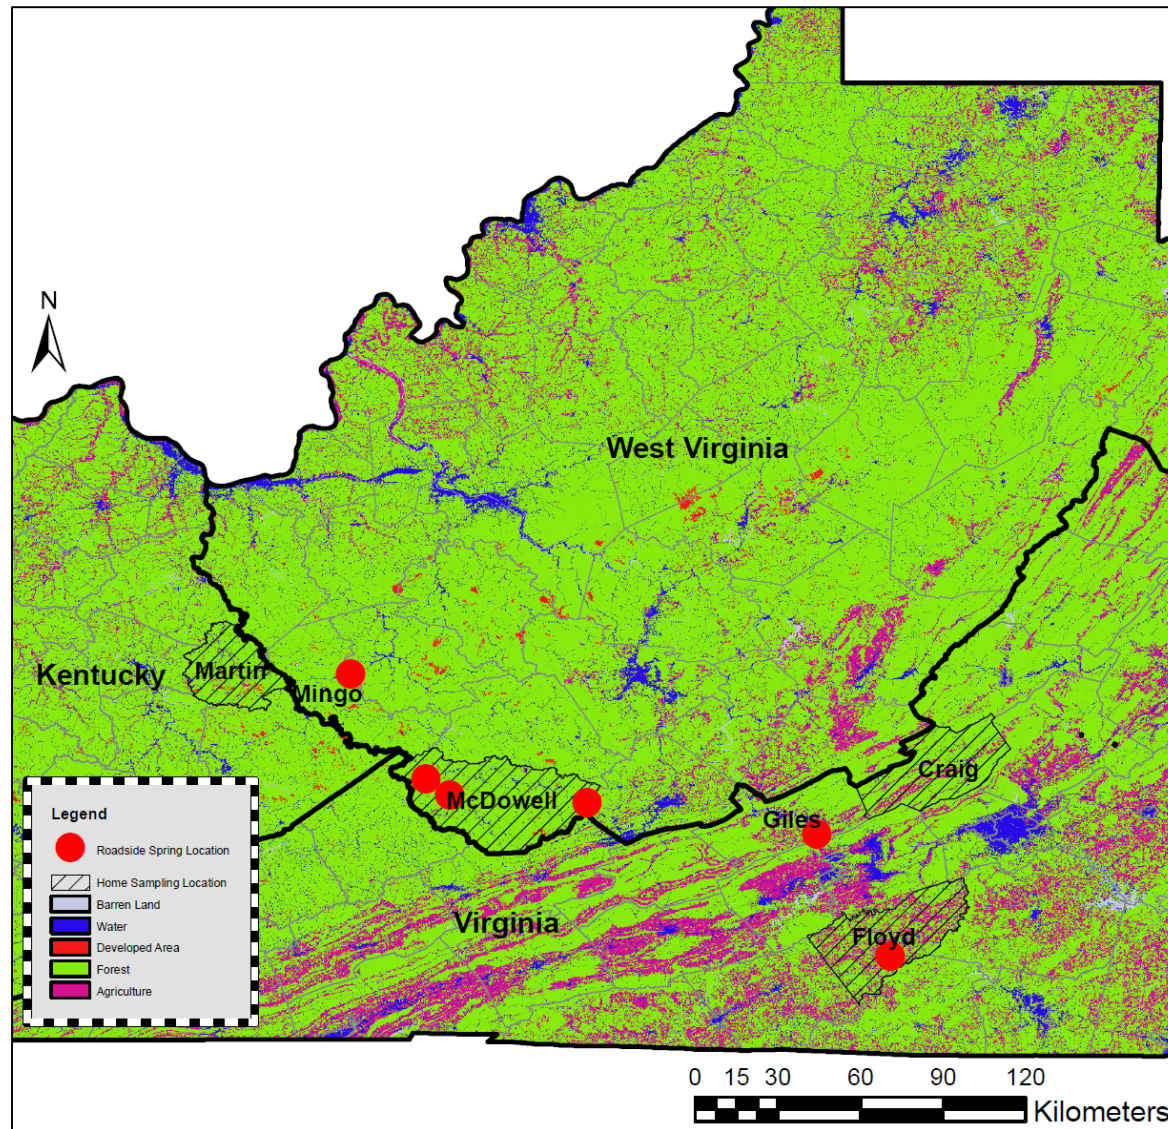 N
West Virginia
Kentucky
Martin
Mingo
McDowell
Craig
Giles
Virginia
Floyd
Legend
Roadside Spring Location
Home Sampling Location
Barren Land
Water
Developed Area
Forest
Agriculture
0 15 30 60 90 120
Kilometers